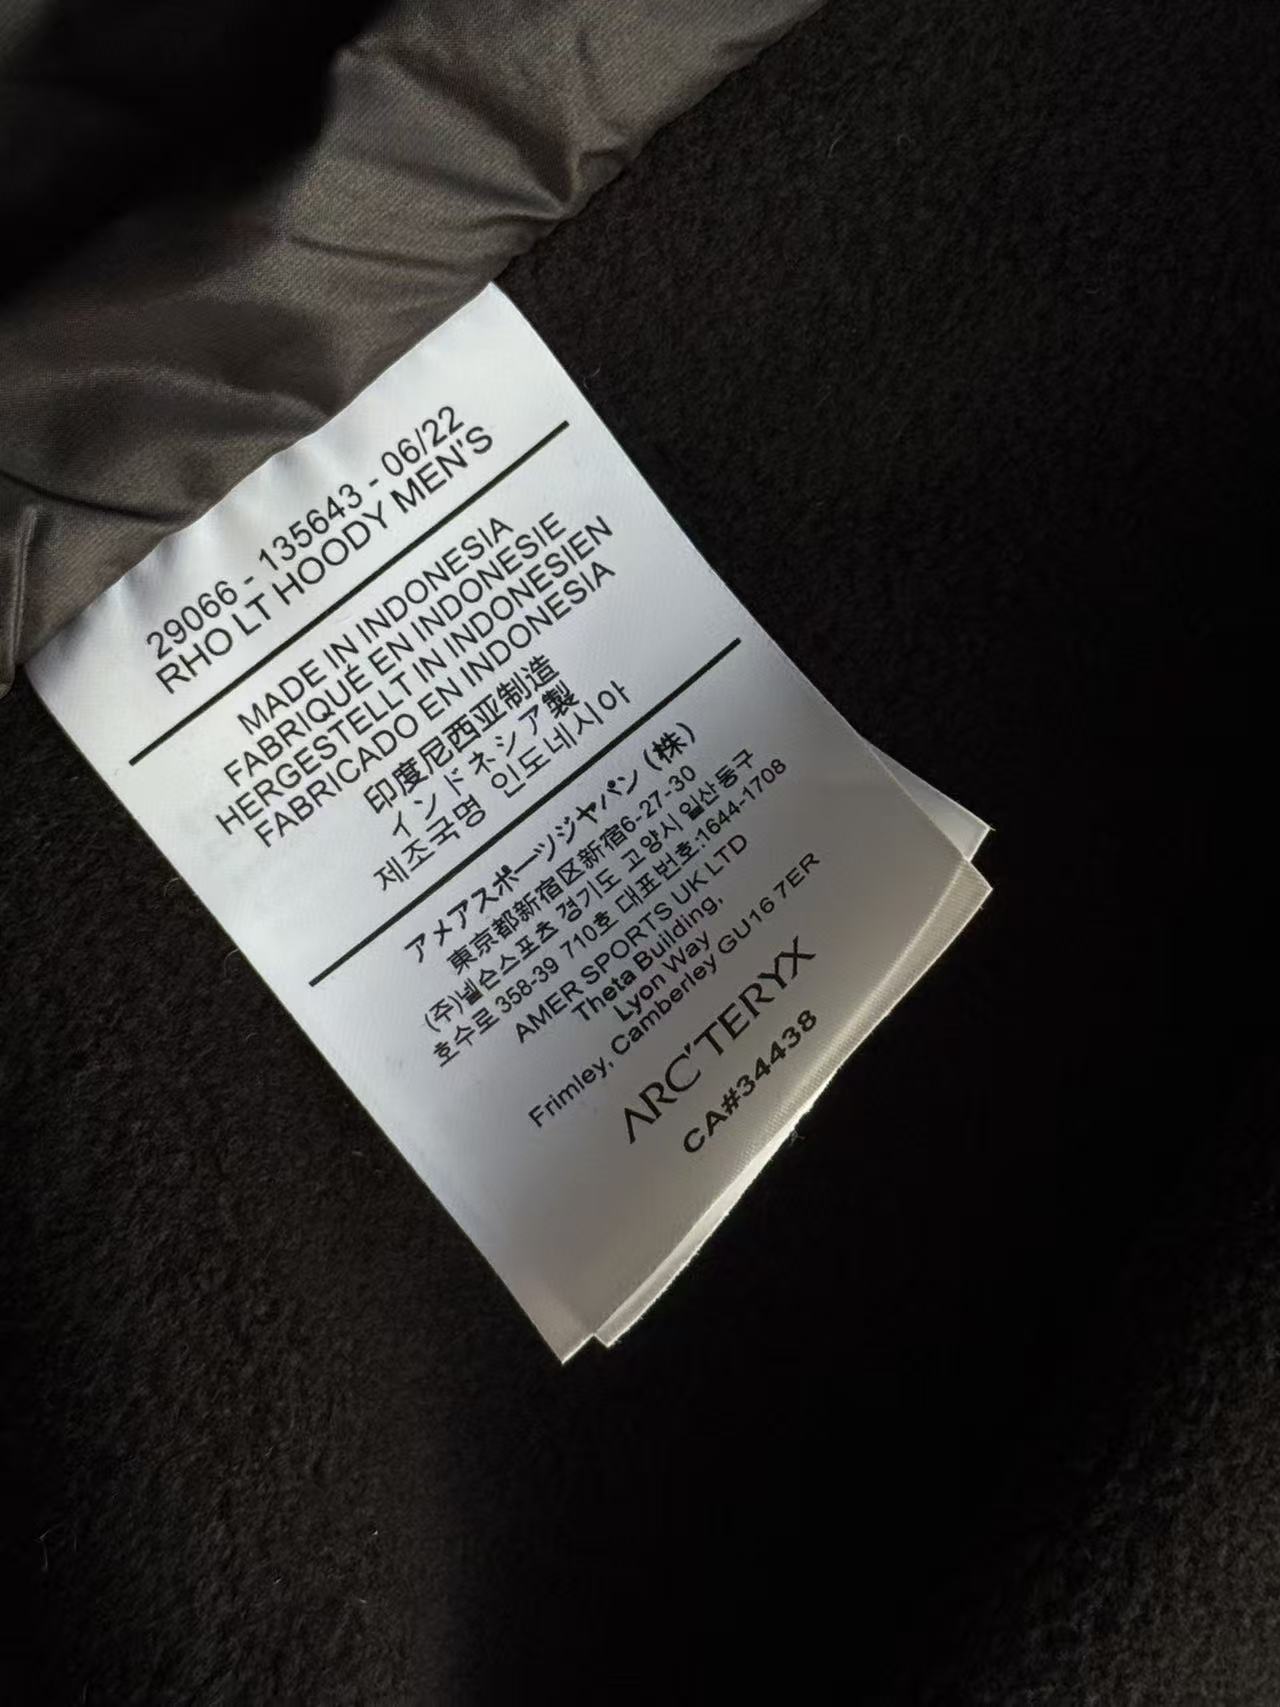 29066 - 135643 - 06/22
RHO LT HOODY MEN'S
MADE IN INDONESIA
FABRIQUÉ EN INDONESIE
HERGESTELLT IN INDONESIEN
FABRICADO EN INDONESIA
印度尼西亚制造
インドネシア製
제조국명 인도네시아
アメアスポーツジャパン (株)
東京都新宿区新宿6-27-30
(주)넬슨스포츠 경기도 고양시 일산동구
호수로 358-39 710호 대표번호:1644-1708
AMER SPORTS UK LTD
Theta Building,
Lyon Way
Frimley, Camberley GU16 7ER
ARC'TERYX
CA#34438